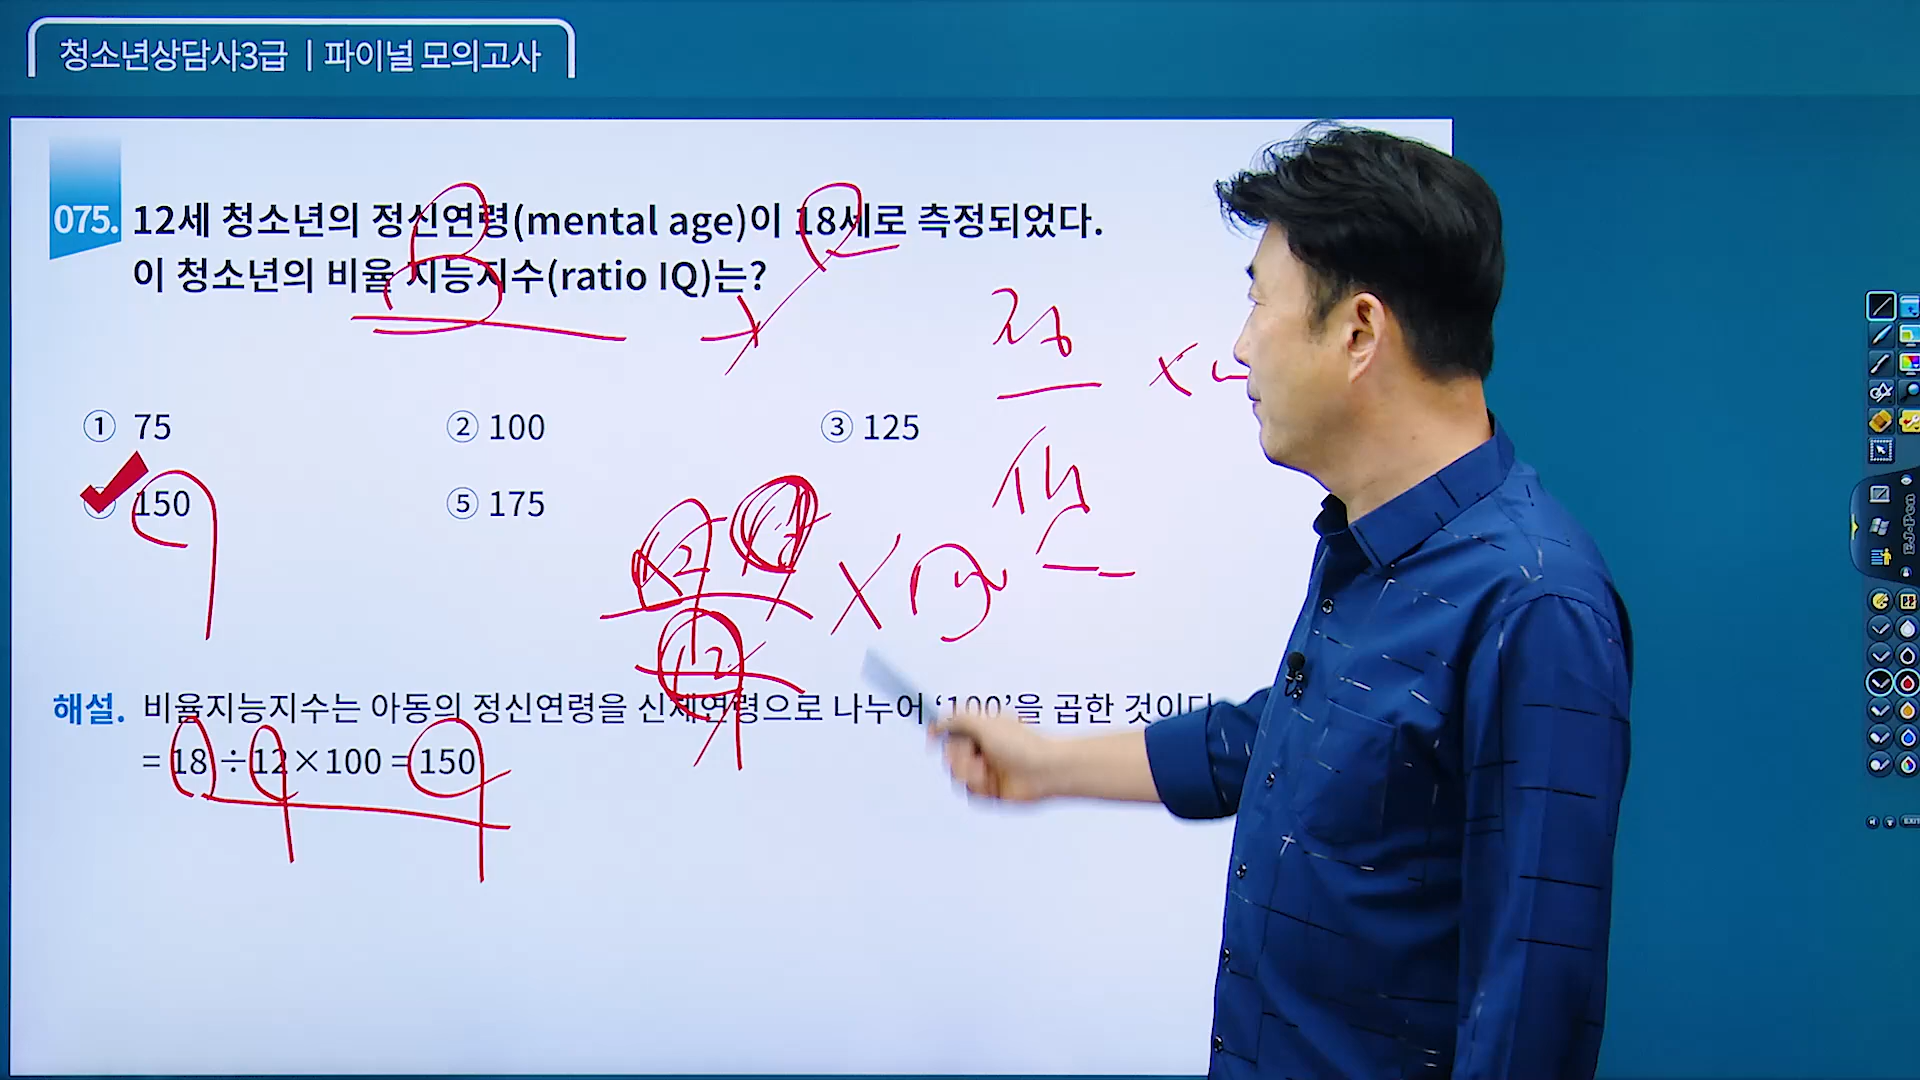 청소년상담사3급 | 파이널 모의고사
075. 12세 청소년의 정신연령(mental age)이 18세로 측정되었다.
이 청소년의 비율 지능지수(ratio IQ)는?
① 75
② 100
③ 125
150
⑤ 175
정
신
12
12
해설. 비율지능지수는 아동의 정신연령을 신체연령으로 나누어 ‘100’을 곱한 것이다
= 18 ÷ 12 × 100 = 150